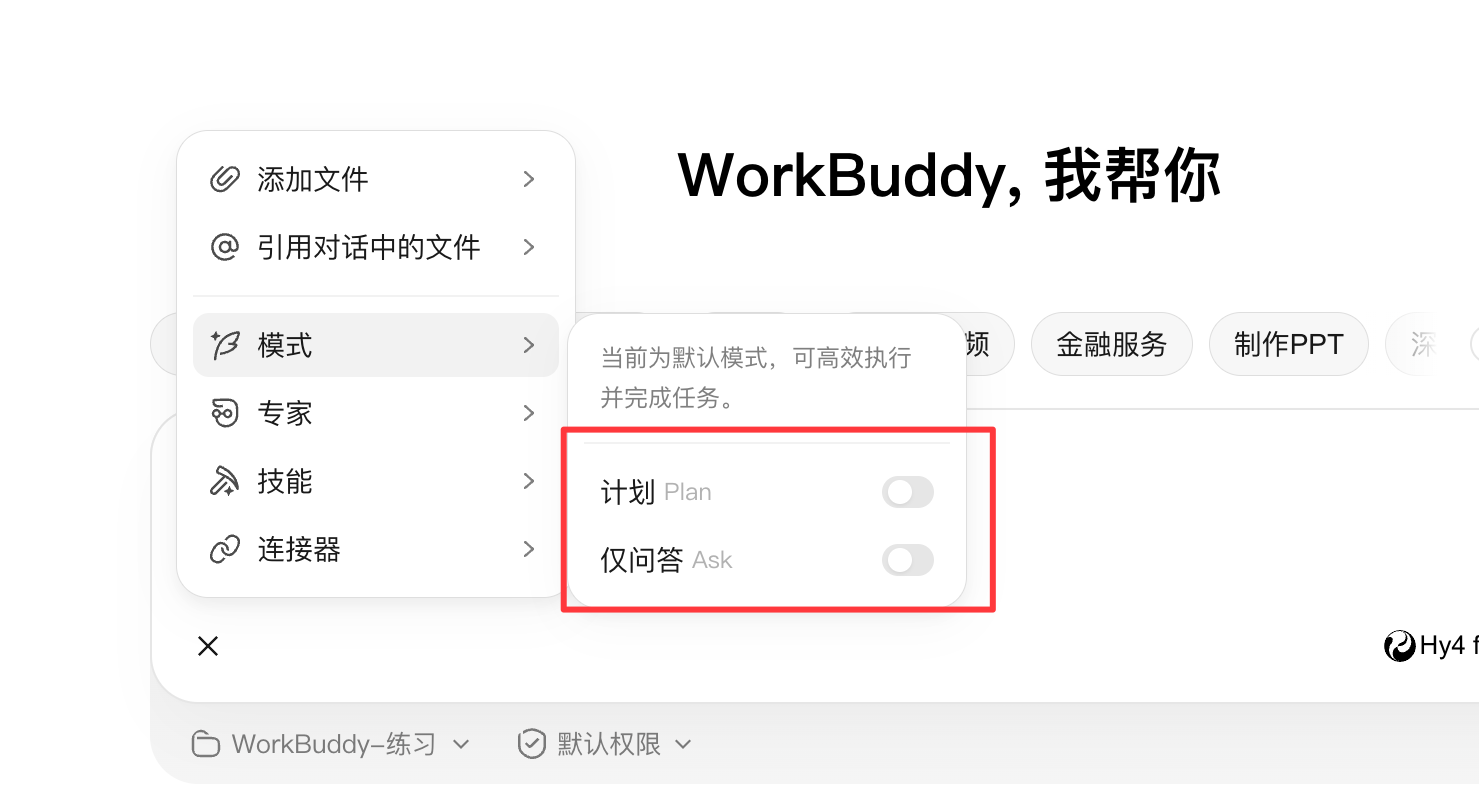 WorkBuddy, 我帮你
添加文件
引用对话中的文件
模式
专家
技能
连接器
当前为默认模式，可高效执行
并完成任务。
计划 Plan
仅问答 Ask
频
金融服务
制作PPT
深
Hy4 f
WorkBuddy-练习
默认权限